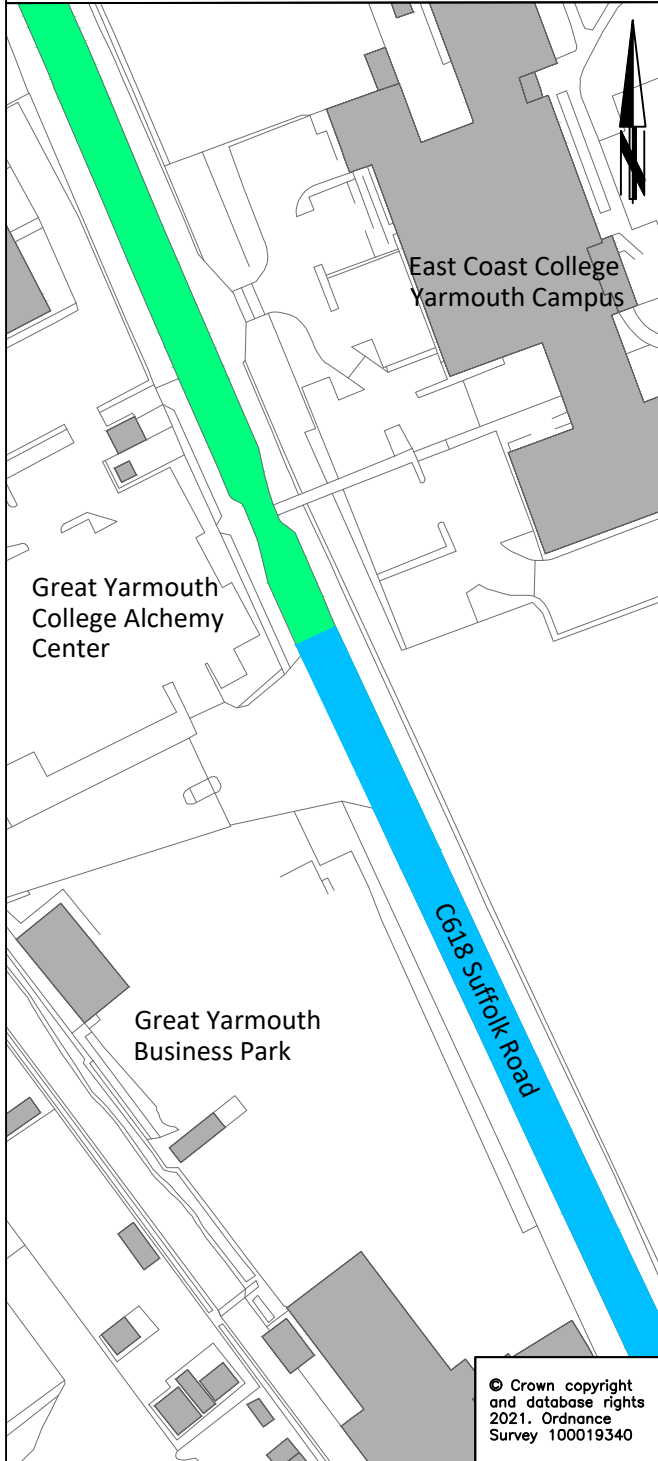 N
East Coast College
Yarmouth Campus
Great Yarmouth
College Alchemy
Center
C618 Suffolk Road
Great Yarmouth
Business Park
© Crown copyright
and database rights
2021. Ordnance
Survey 100019340